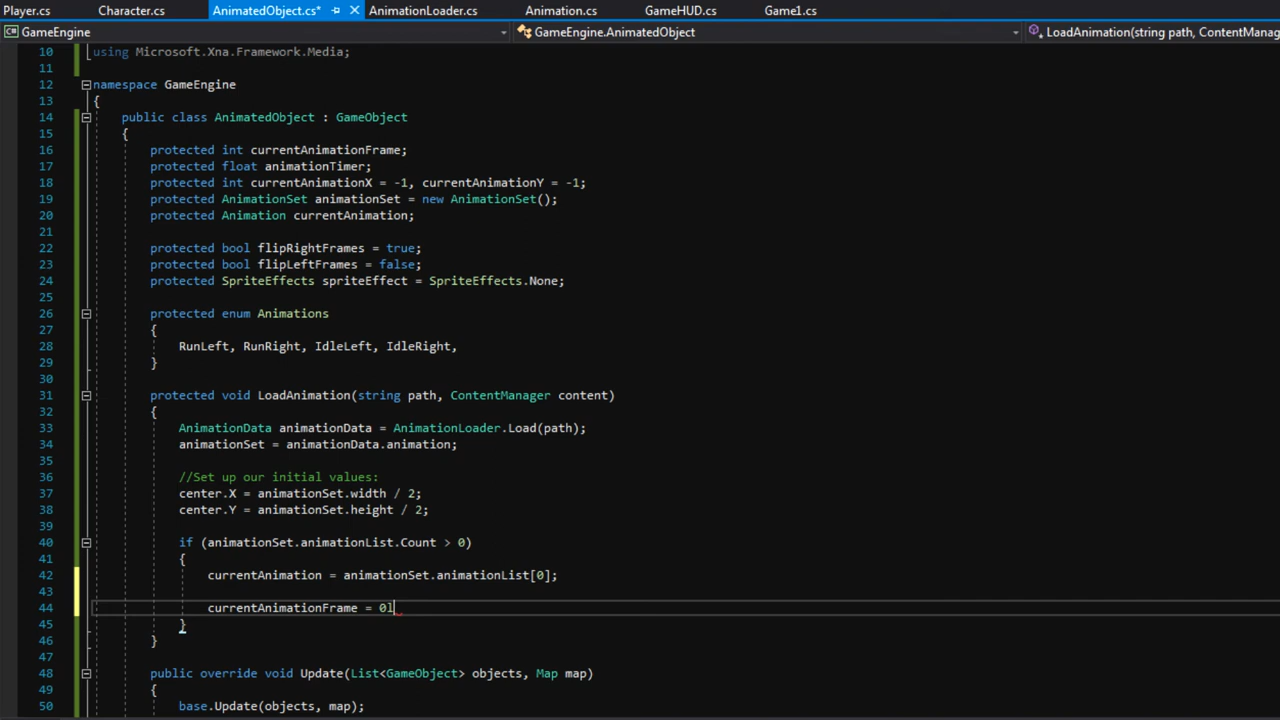 Player.cs Character.cs AnimatedObject.cs* AnimationLoader.cs Animation.cs GameHUD.cs Game1.cs
GameEngine GameEngine.AnimatedObject LoadAnimation(string path, ContentManag
10 using Microsoft.Xna.Framework.Media;
11
12 namespace GameEngine
13 {
14 public class AnimatedObject : GameObject
15 {
16 protected int currentAnimationFrame;
17 protected float animationTimer;
18 protected int currentAnimationX = -1, currentAnimationY = -1;
19 protected AnimationSet animationSet = new AnimationSet();
20 protected Animation currentAnimation;
21
22 protected bool flipRightFrames = true;
23 protected bool flipLeftFrames = false;
24 protected SpriteEffects spriteEffect = SpriteEffects.None;
25
26 protected enum Animations
27 {
28 RunLeft, RunRight, IdleLeft, IdleRight,
29 }
30
31 protected void LoadAnimation(string path, ContentManager content)
32 {
33 AnimationData animationData = AnimationLoader.Load(path);
34 animationSet = animationData.animation;
35
36 //Set up our initial values:
37 center.X = animationSet.width / 2;
38 center.Y = animationSet.height / 2;
39
40 if (animationSet.animationList.Count > 0)
41 {
42 currentAnimation = animationSet.animationList[0];
43
44 currentAnimationFrame = 0l
45 }
46 }
47
48 public override void Update(List<GameObject> objects, Map map)
49 {
50 base.Update(objects, map);